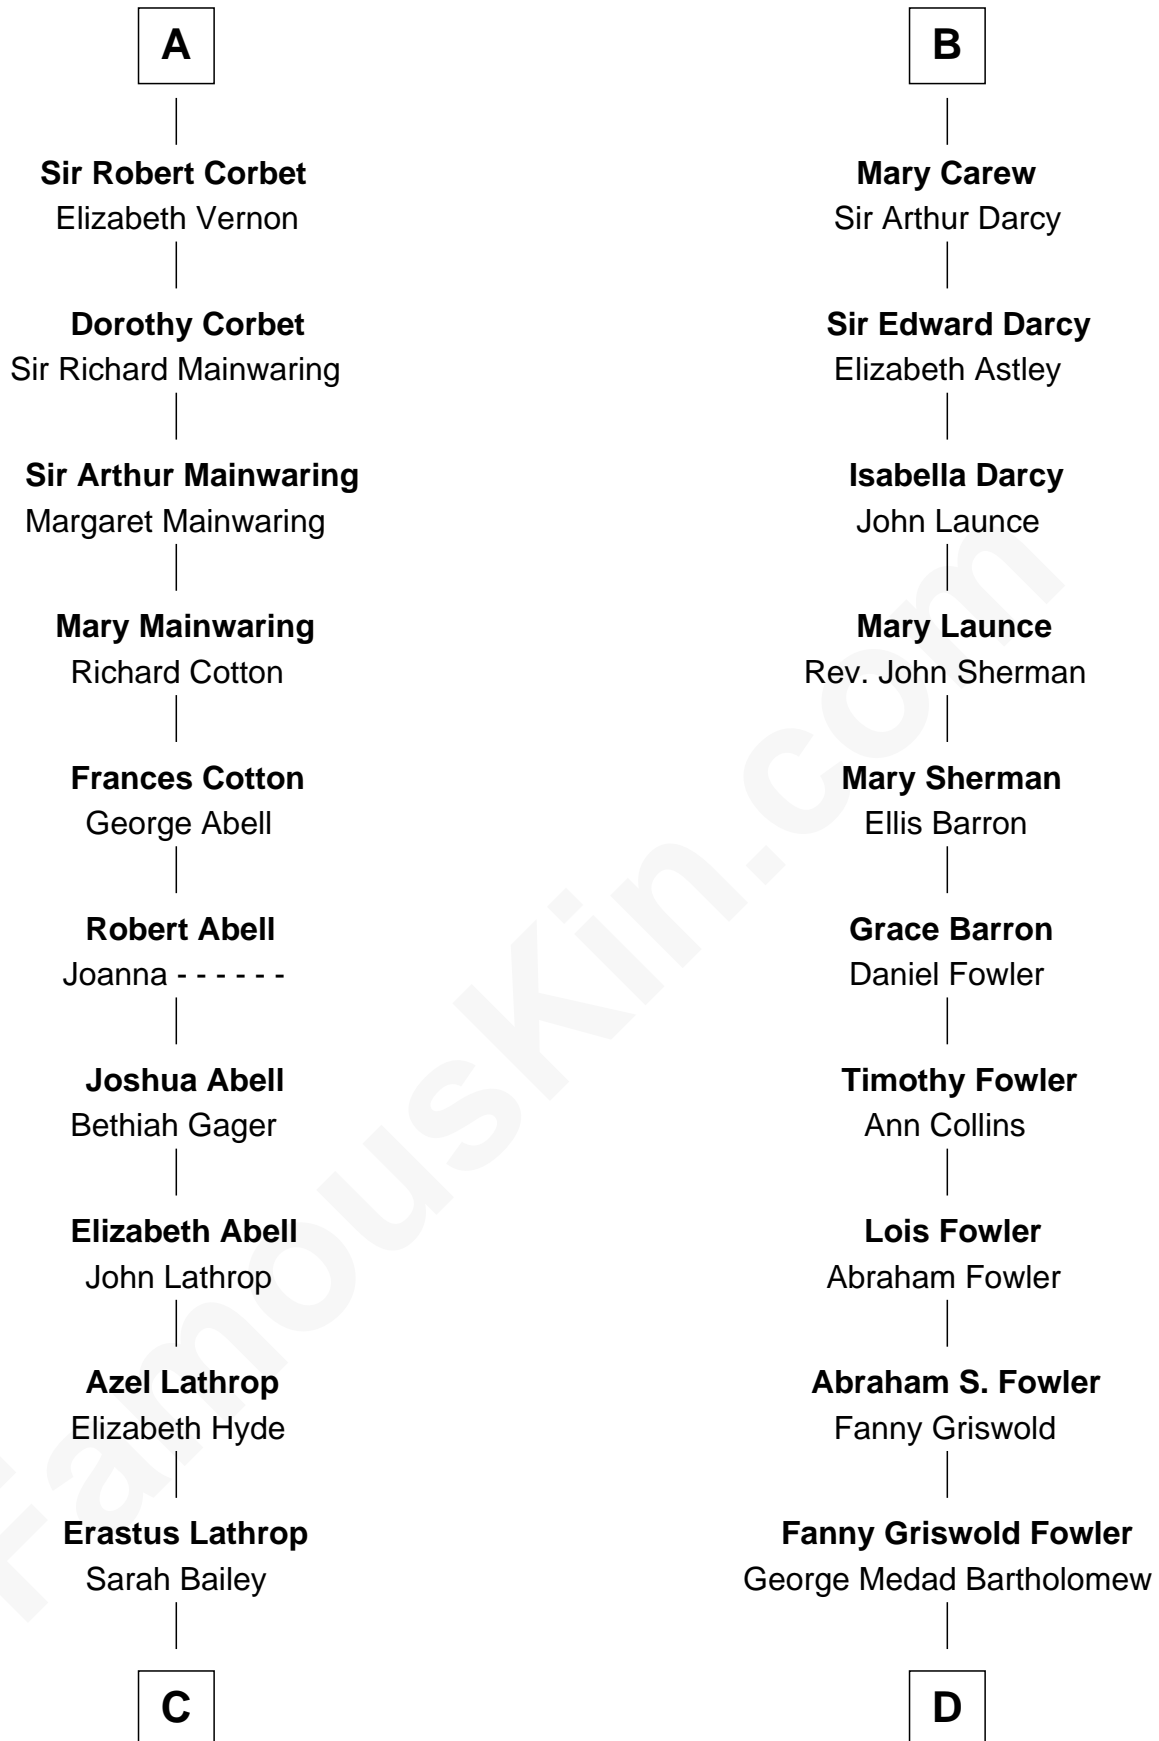 A
Sir Robert Corbet
Elizabeth Vernon
Dorothy Corbet
Sir Richard Mainwaring
Sir Arthur Mainwaring
Margaret Mainwaring
Mary Mainwaring
Richard Cotton
Frances Cotton
George Abell
Robert Abell
Joanna - - - - - -
Joshua Abell
Bethiah Gager
Elizabeth Abell
John Lathrop
Azel Lathrop
Elizabeth Hyde
Erastus Lathrop
Sarah Bailey
C
B
Mary Carew
Sir Arthur Darcy
Sir Edward Darcy
Elizabeth Astley
Isabella Darcy
John Launce
Mary Launce
Rev. John Sherman
Mary Sherman
Ellis Barron
Grace Barron
Daniel Fowler
Timothy Fowler
Ann Collins
Lois Fowler
Abraham Fowler
Abraham S. Fowler
Fanny Griswold
Fanny Griswold Fowler
George Medad Bartholomew
D
FamousKin.com